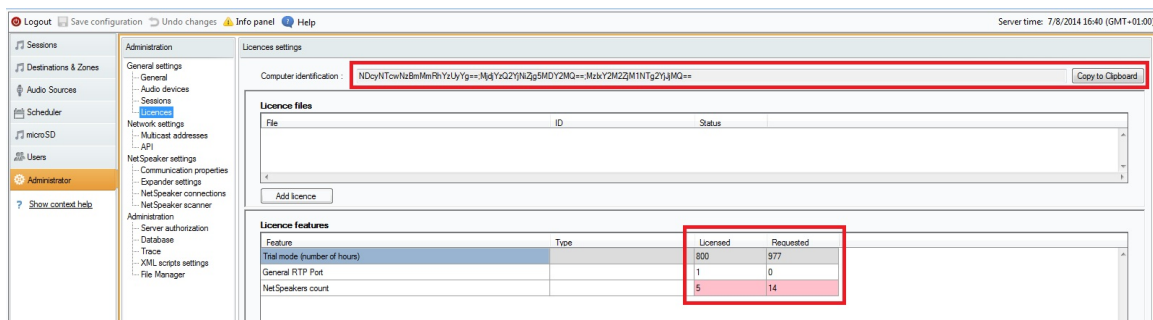 Logout Save configuration Undo changes Info panel Help Server time: 7/8/2014 16:40 (GMT+01:00)
Sessions
Destinations & Zones
Audio Sources
Scheduler
microSD
Users
Administrator
Show context help
Administration
General settings
General
Audio devices
Sessions
Licences
Network settings
Multicast addresses
API
NetSpeaker settings
Communication properties
Expander settings
NetSpeaker connections
NetSpeaker scanner
Administration
Server authorization
Database
Trace
XML scripts settings
File Manager
Licences settings
Computer identification : Copy to Clipboard
Licence files
File ID Status
Add licence
Licence features
Feature Type Licensed Requested
Trial mode (number of hours) 800 977
General RTP Port 1 0
NetSpeakers count 5 14